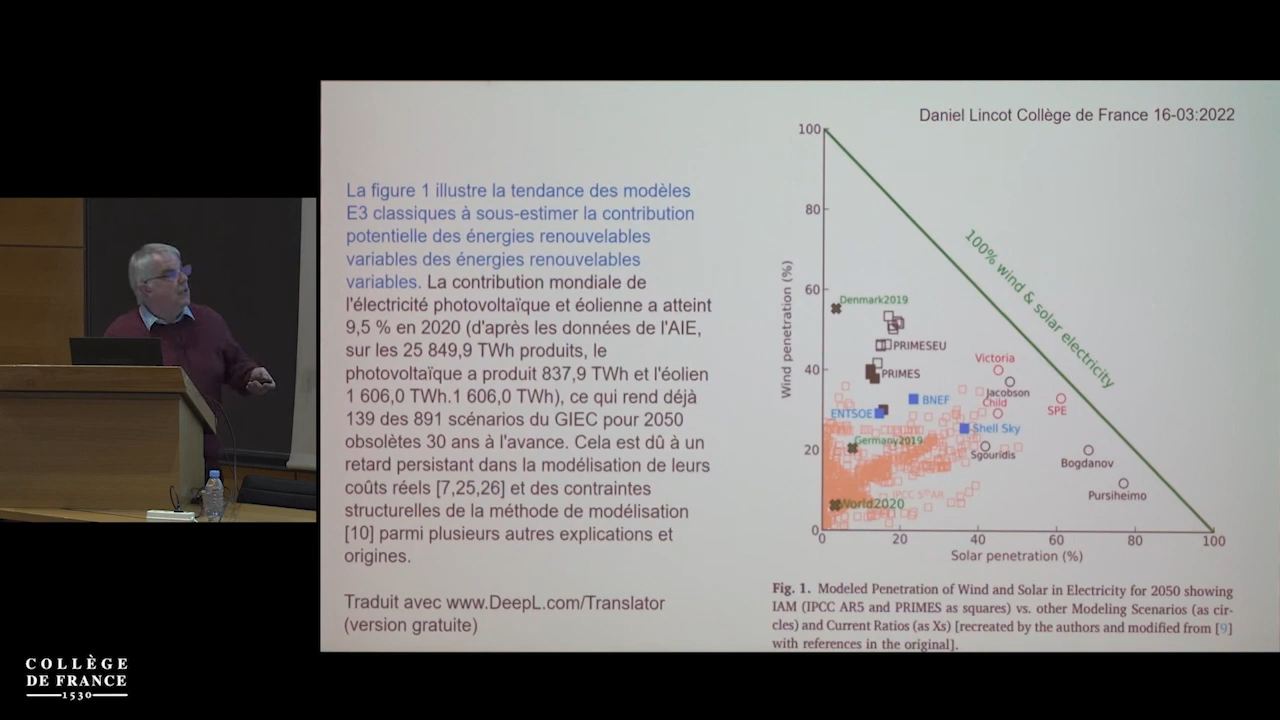 Daniel Lincot Collège de France 16-03:2022
La figure 1 illustre la tendance des modèles
E3 classiques à sous-estimer la contribution
potentielle des énergies renouvelables
variables des énergies renouvelables
variables. La contribution mondiale de
l'électricité photovoltaïque et éolienne a atteint
9,5 % en 2020 (d'après les données de l'AIE,
sur les 25 849,9 TWh produits, le
photovoltaïque a produit 837,9 TWh et l'éolien
1 606,0 TWh.1 606,0 TWh), ce qui rend déjà
139 des 891 scénarios du GIEC pour 2050
obsolètes 30 ans à l'avance. Cela est dû à un
retard persistant dans la modélisation de leurs
coûts réels [7,25,26] et des contraintes
structurelles de la méthode de modélisation
[10] parmi plusieurs autres explications et
origines.
Traduit avec www.DeepL.com/Translator
(version gratuite)
100
80
60
40
20
0
Wind penetration (%)
100% wind & solar electricity
Denmark2019
PRIMESEU
PRIMES
Victoria
Jacobson
Child
SPE
BNEF
ENTSOE
Shell Sky
Germany2019
Sgouridis
Bogdanov
Pursiheimo
IPCC 5thAR
World2020
0
20
40
60
80
100
Solar penetration (%)
Fig. 1. Modeled Penetration of Wind and Solar in Electricity for 2050 showing
IAM (IPCC AR5 and PRIMES as squares) vs. other Modeling Scenarios (as cir-
cles) and Current Ratios (as Xs) [recreated by the authors and modified from [9]
with references in the original].
COLLÈGE
DE FRANCE
1530